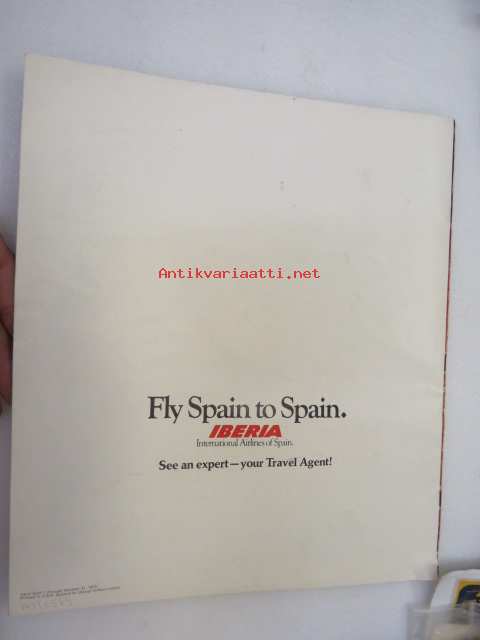 Antikvariaatti.net
Fly Spain to Spain.
IBERIA
International Airlines of Spain.
See an expert—your Travel Agent!